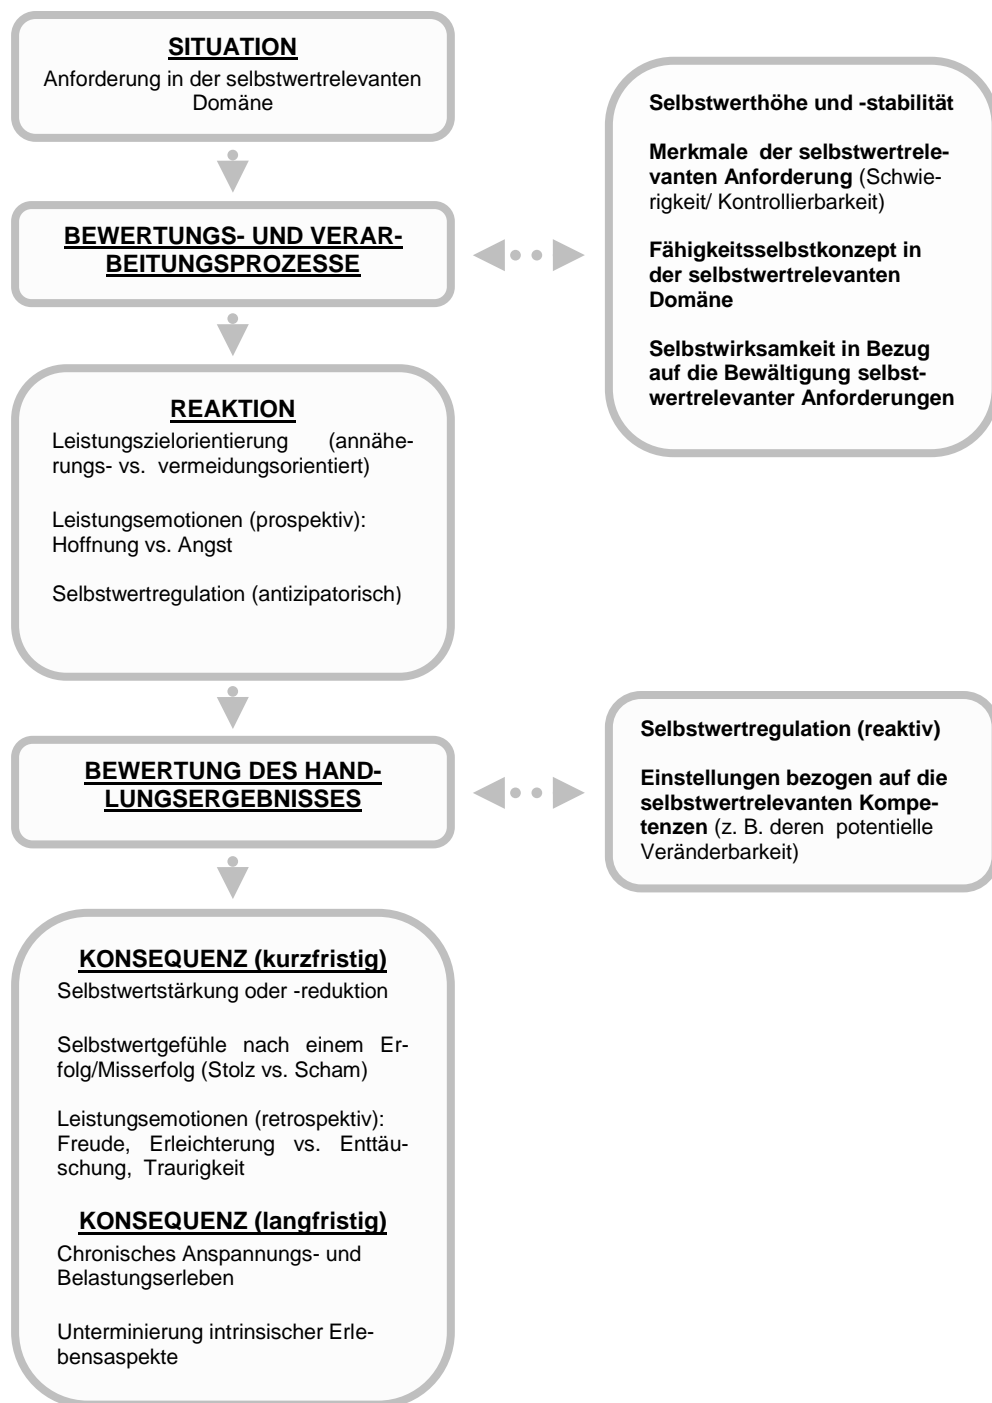 SITUATION
Anforderung in der selbstwertrelevanten
Domäne
BEWERTUNGS- UND VERAR-
BEITUNGSPROZESSE
Selbstwerthöhe und -stabilität
Merkmale der selbstwertrele-
vanten Anforderung (Schwie-
rigkeit/ Kontrollierbarkeit)
Fähigkeitsselbstkonzept in
der selbstwertrelevanten
Domäne
Selbstwirksamkeit in Bezug
auf die Bewältigung selbst-
wertrelevanter Anforderungen
REAKTION
Leistungszielorientierung (annähe-
rungs- vs. vermeidungsorientiert)
Leistungsemotionen (prospektiv):
Hoffnung vs. Angst
Selbstwertregulation (antizipatorisch)
BEWERTUNG DES HAND-
LUNGSERGEBNISSES
Selbstwertregulation (reaktiv)
Einstellungen bezogen auf die
selbstwertrelevanten Kompe-
tenzen (z. B. deren potentielle
Veränderbarkeit)
KONSEQUENZ (kurzfristig)
Selbstwertstärkung oder -reduktion
Selbstwertgefühle nach einem Er-
folg/Misserfolg (Stolz vs. Scham)
Leistungsemotionen (retrospektiv):
Freude, Erleichterung vs. Enttäu-
schung, Traurigkeit
KONSEQUENZ (langfristig)
Chronisches Anspannungs- und
Belastungserleben
Unterminierung intrinsischer Erle-
bensaspekte